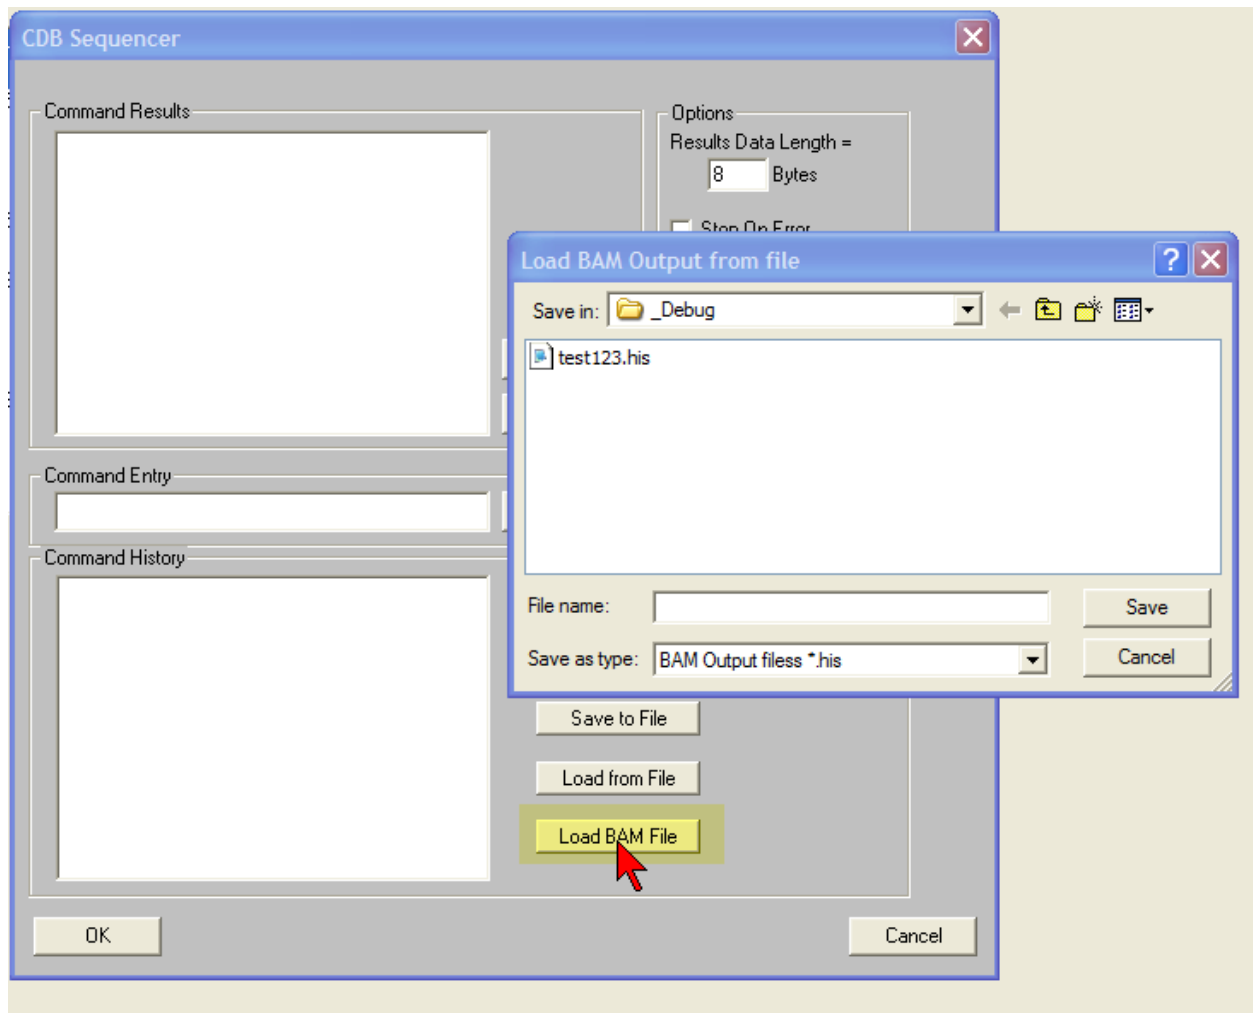 CDB Sequencer
Command Results
Options
Results Data Length =
8 Bytes
Stop On Error
Load BAM Output from file
Save in: _Debug
test123.his
Command Entry
Command History
File name:
Save
Save as type: BAM Output filess *.his
Cancel
Save to File
Load from File
Load BAM File
OK
Cancel